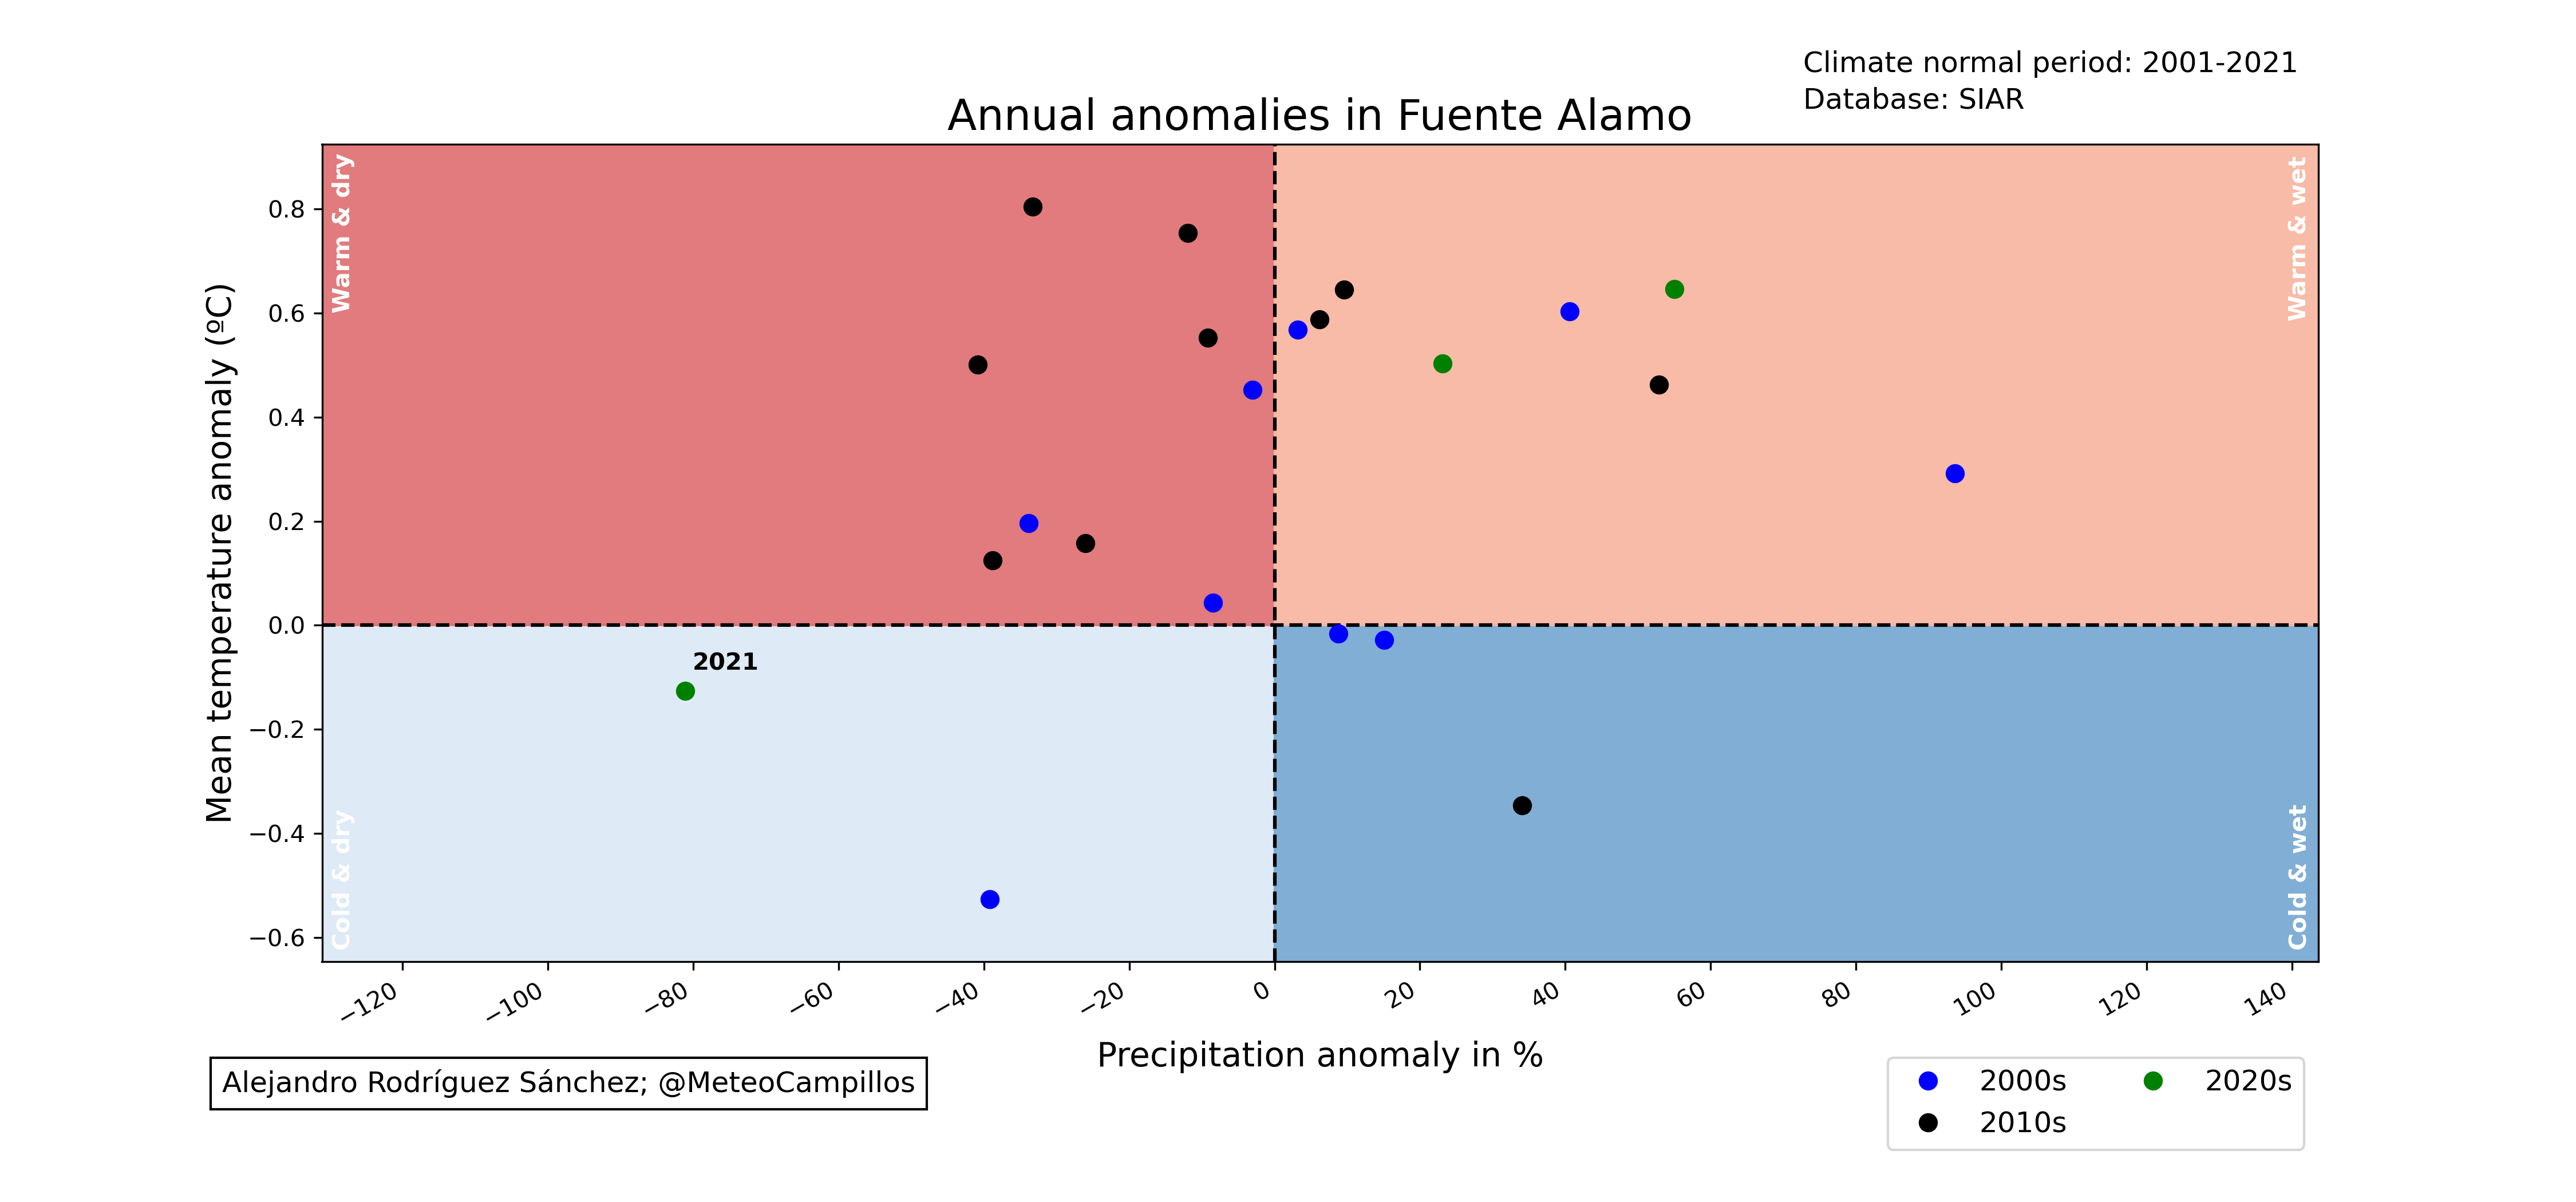 Climate normal period: 2001-2021
Database: SIAR
Annual anomalies in Fuente Alamo
Warm & dry
Warm & wet
Mean temperature anomaly (ºC)
0.8
0.6
0.4
0.2
0.0
−0.2
−0.4
−0.6
2021
Cold & dry
Cold & wet
−120
−100
−80
−60
−40
−20
0
20
40
60
80
100
120
140
Precipitation anomaly in %
Alejandro Rodríguez Sánchez; @MeteoCampillos
2000s
2010s
2020s